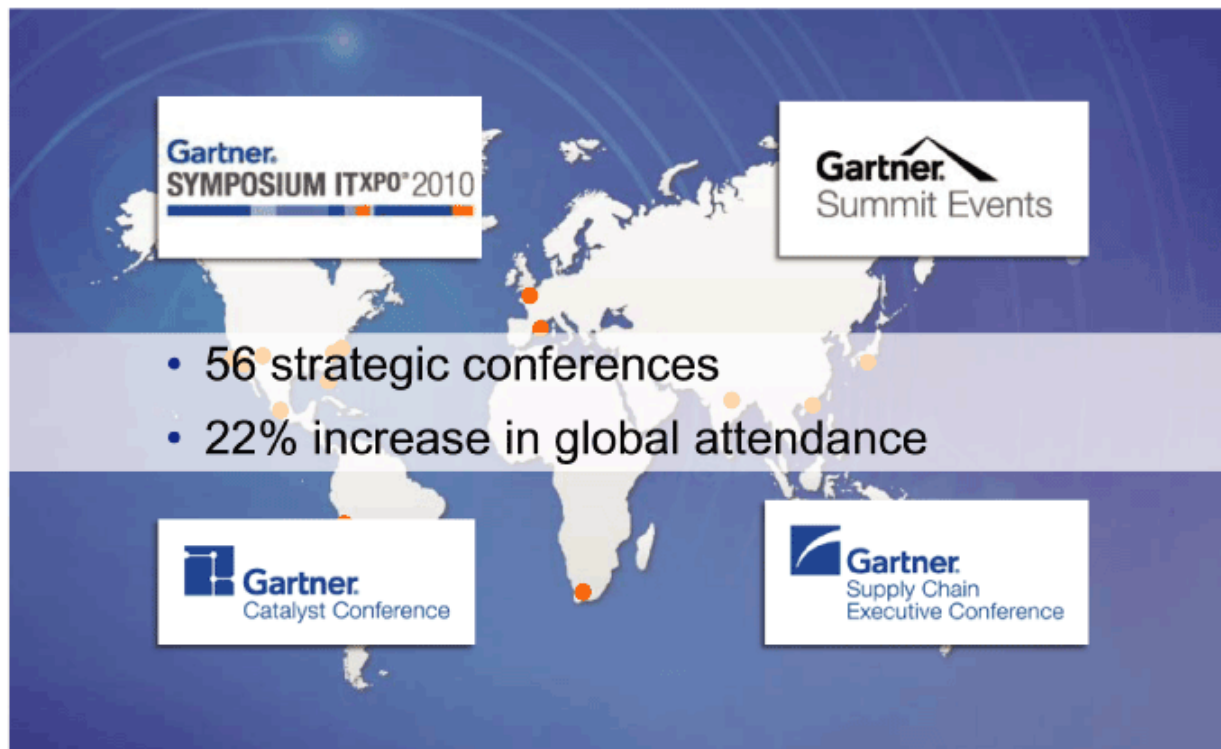 Gartner.
SYMPOSIUM ITXPO® 2010
Gartner.
Summit Events
• 56 strategic conferences
• 22% increase in global attendance
Gartner.
Catalyst Conference
Gartner.
Supply Chain
Executive Conference